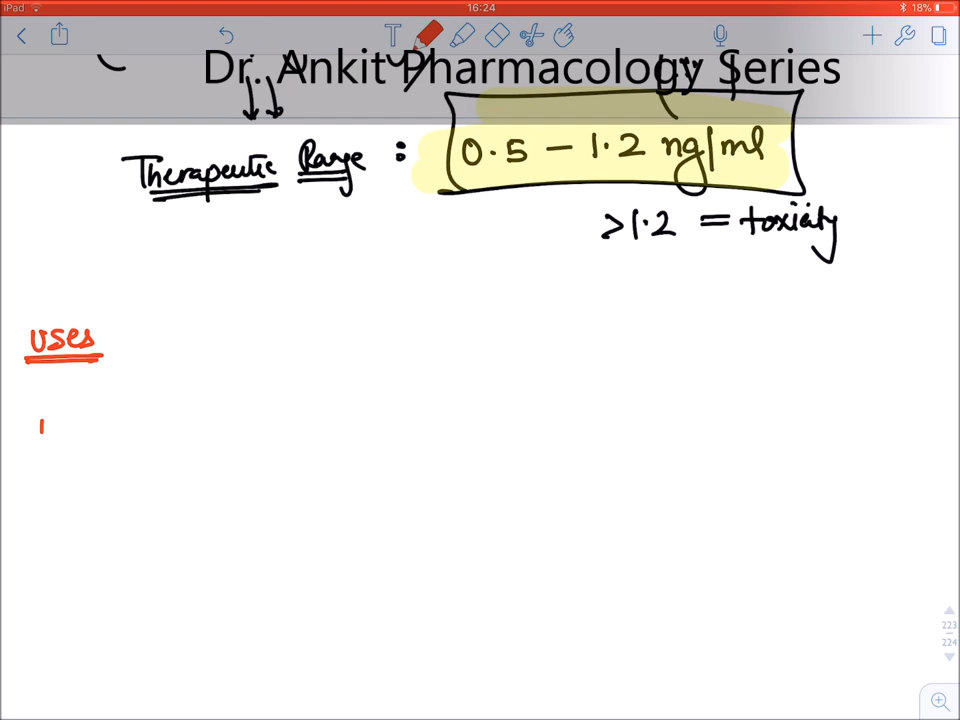 iPad 16:24 18%
T
Dr. Ankit Pharmacology Series
Therapeutic Range : 0.5 - 1.2 ng/ml
>1.2 = toxicity
USES
1
223
224